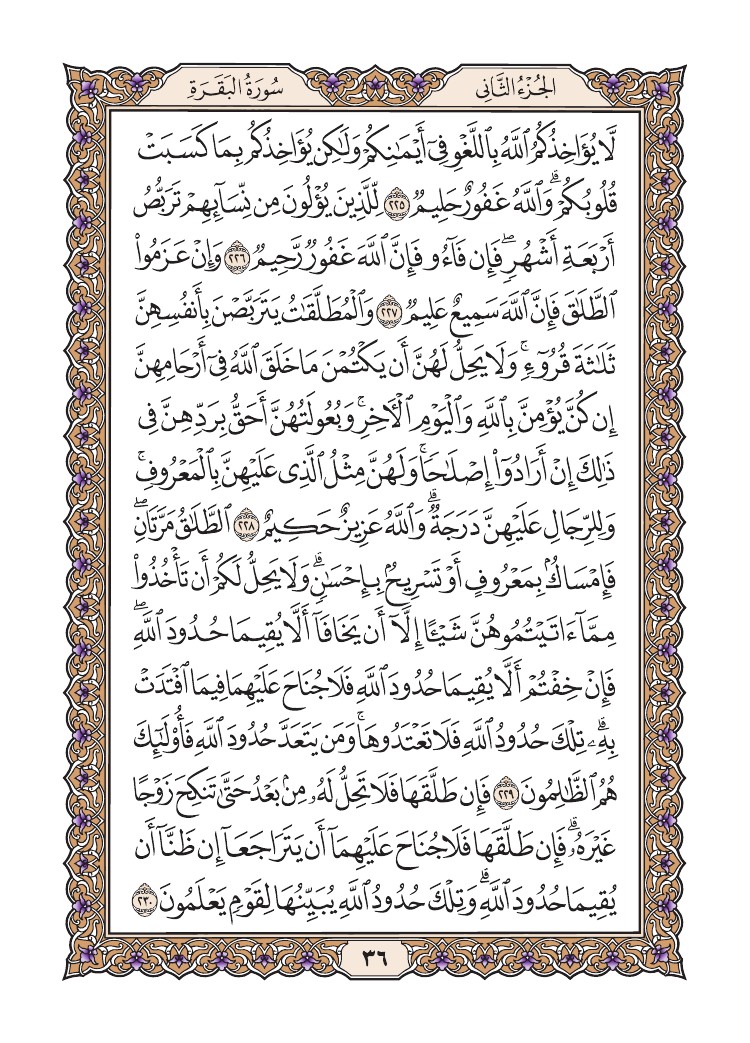 الجُزْءُ الثَّانِي
سُورَةُ البَقَرَةِ
لَّا يُؤَاخِذُكُمُ ٱللَّهُ بِٱللَّغْوِ فِىٓ أَيْمَٰنِكُمْ وَلَٰكِن يُؤَاخِذُكُم بِمَا كَسَبَتْ
قُلُوبُكُمْ ۗ وَٱللَّهُ غَفُورٌ حَلِيمٌ ٢٢٥ لِّلَّذِينَ يُؤْلُونَ مِن نِّسَآئِهِمْ تَرَبُّصُ
أَرْبَعَةِ أَشْهُرٍ ۖ فَإِن فَآءُو فَإِنَّ ٱللَّهَ غَفُورٌ رَّحِيمٌ ٢٢٦ وَإِنْ عَزَمُوا۟
ٱلطَّلَٰقَ فَإِنَّ ٱللَّهَ سَمِيعٌ عَلِيمٌ ٢٢٧ وَٱلْمُطَلَّقَٰتُ يَتَرَبَّصْنَ بِأَنفُسِهِنَّ
ثَلَٰثَةَ قُرُوٓءٍ ۚ وَلَا يَحِلُّ لَهُنَّ أَن يَكْتُمْنَ مَا خَلَقَ ٱللَّهُ فِىٓ أَرْحَامِهِنَّ
إِن كُنَّ يُؤْمِنَّ بِٱللَّهِ وَٱلْيَوْمِ ٱلْـَٔاخِرِ ۚ وَبُعُولَتُهُنَّ أَحَقُّ بِرَدِّهِنَّ فِى
ذَٰلِكَ إِنْ أَرَادُوٓا۟ إِصْلَٰحًا ۚ وَلَهُنَّ مِثْلُ ٱلَّذِى عَلَيْهِنَّ بِٱلْمَعْرُوفِ ۚ
وَلِلرِّجَالِ عَلَيْهِنَّ دَرَجَةٌ ۗ وَٱللَّهُ عَزِيزٌ حَكِيمٌ ٢٢٨ ٱلطَّلَٰقُ مَرَّتَانِ ۖ
فَإِمْسَاكٌۢ بِمَعْرُوفٍ أَوْ تَسْرِيحٌۢ بِإِحْسَٰنٍ ۗ وَلَا يَحِلُّ لَكُمْ أَن تَأْخُذُوا۟
مِمَّآ ءَاتَيْتُمُوهُنَّ شَيْـًٔا إِلَّآ أَن يَخَافَآ أَلَّا يُقِيمَا حُدُودَ ٱللَّهِ ۖ
فَإِنْ خِفْتُمْ أَلَّا يُقِيمَا حُدُودَ ٱللَّهِ فَلَا جُنَاحَ عَلَيْهِمَا فِيمَا ٱفْتَدَتْ
بِهِۦ ۗ تِلْكَ حُدُودُ ٱللَّهِ فَلَا تَعْتَدُوهَا ۚ وَمَن يَتَعَدَّ حُدُودَ ٱللَّهِ فَأُو۟لَٰٓئِكَ
هُمُ ٱلظَّٰلِمُونَ ٢٢٩ فَإِن طَلَّقَهَا فَلَا تَحِلُّ لَهُۥ مِنۢ بَعْدُ حَتَّىٰ تَنكِحَ زَوْجًا
غَيْرَهُۥ ۗ فَإِن طَلَّقَهَا فَلَا جُنَاحَ عَلَيْهِمَآ أَن يَتَرَاجَعَآ إِن ظَنَّآ أَن
يُقِيمَا حُدُودَ ٱللَّهِ ۗ وَتِلْكَ حُدُودُ ٱللَّهِ يُبَيِّنُهَا لِقَوْمٍ يَعْلَمُونَ ٢٣٠
٣٦